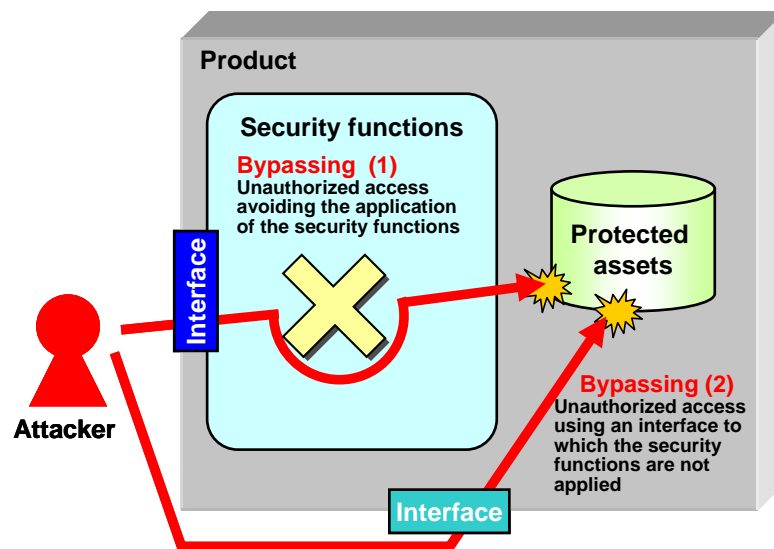 Product
Security functions
Bypassing (1)
Unauthorized access
avoiding the application
of the security functions
Interface
Protected
assets
Attacker
Bypassing (2)
Unauthorized access
using an interface to
which the security
functions are not
applied
Interface